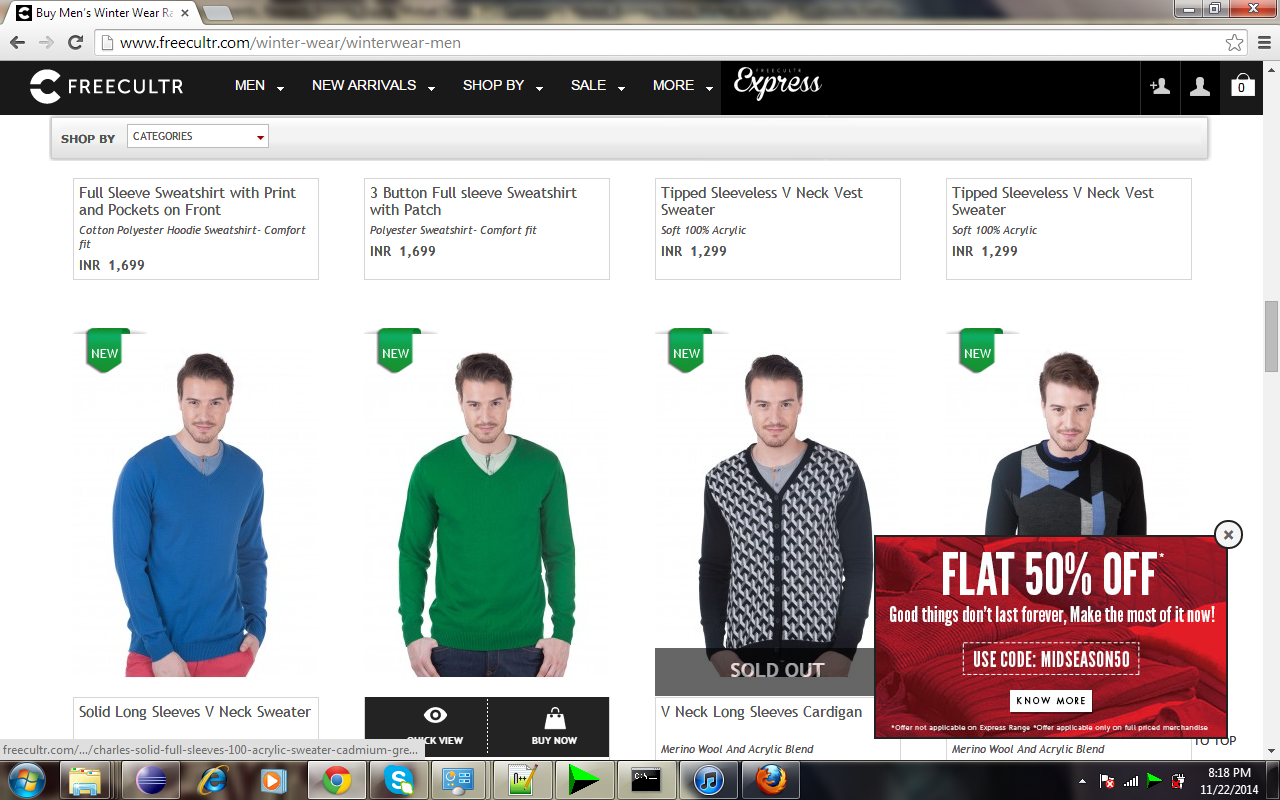 Buy Men's Winter Wear Ra
www.freecultr.com/winter-wear/winterwear-men
FREECULTR
MEN
NEW ARRIVALS
SHOP BY
SALE
MORE
FREECULTR
Express
0
SHOP BY
CATEGORIES
Full Sleeve Sweatshirt with Print
and Pockets on Front
Cotton Polyester Hoodie Sweatshirt- Comfort
fit
INR 1,699
3 Button Full sleeve Sweatshirt
with Patch
Polyester Sweatshirt- Comfort fit
INR 1,699
Tipped Sleeveless V Neck Vest
Sweater
Soft 100% Acrylic
INR 1,299
Tipped Sleeveless V Neck Vest
Sweater
Soft 100% Acrylic
INR 1,299
NEW
NEW
NEW
NEW
SOLD OUT
FLAT 50% OFF*
Good things don't last forever, Make the most of it now!
USE CODE: MIDSEASON50
KNOW MORE
*Offer not applicable on Express Range *Offer applicable only on full priced merchandise
Solid Long Sleeves V Neck Sweater
QUICK VIEW
BUY NOW
V Neck Long Sleeves Cardigan
Merino Wool And Acrylic Blend
Merino Wool And Acrylic Blend
TO TOP
freecultr.com/.../charles-solid-full-sleeves-100-acrylic-sweater-cadmium-gre...
8:18 PM
11/22/2014